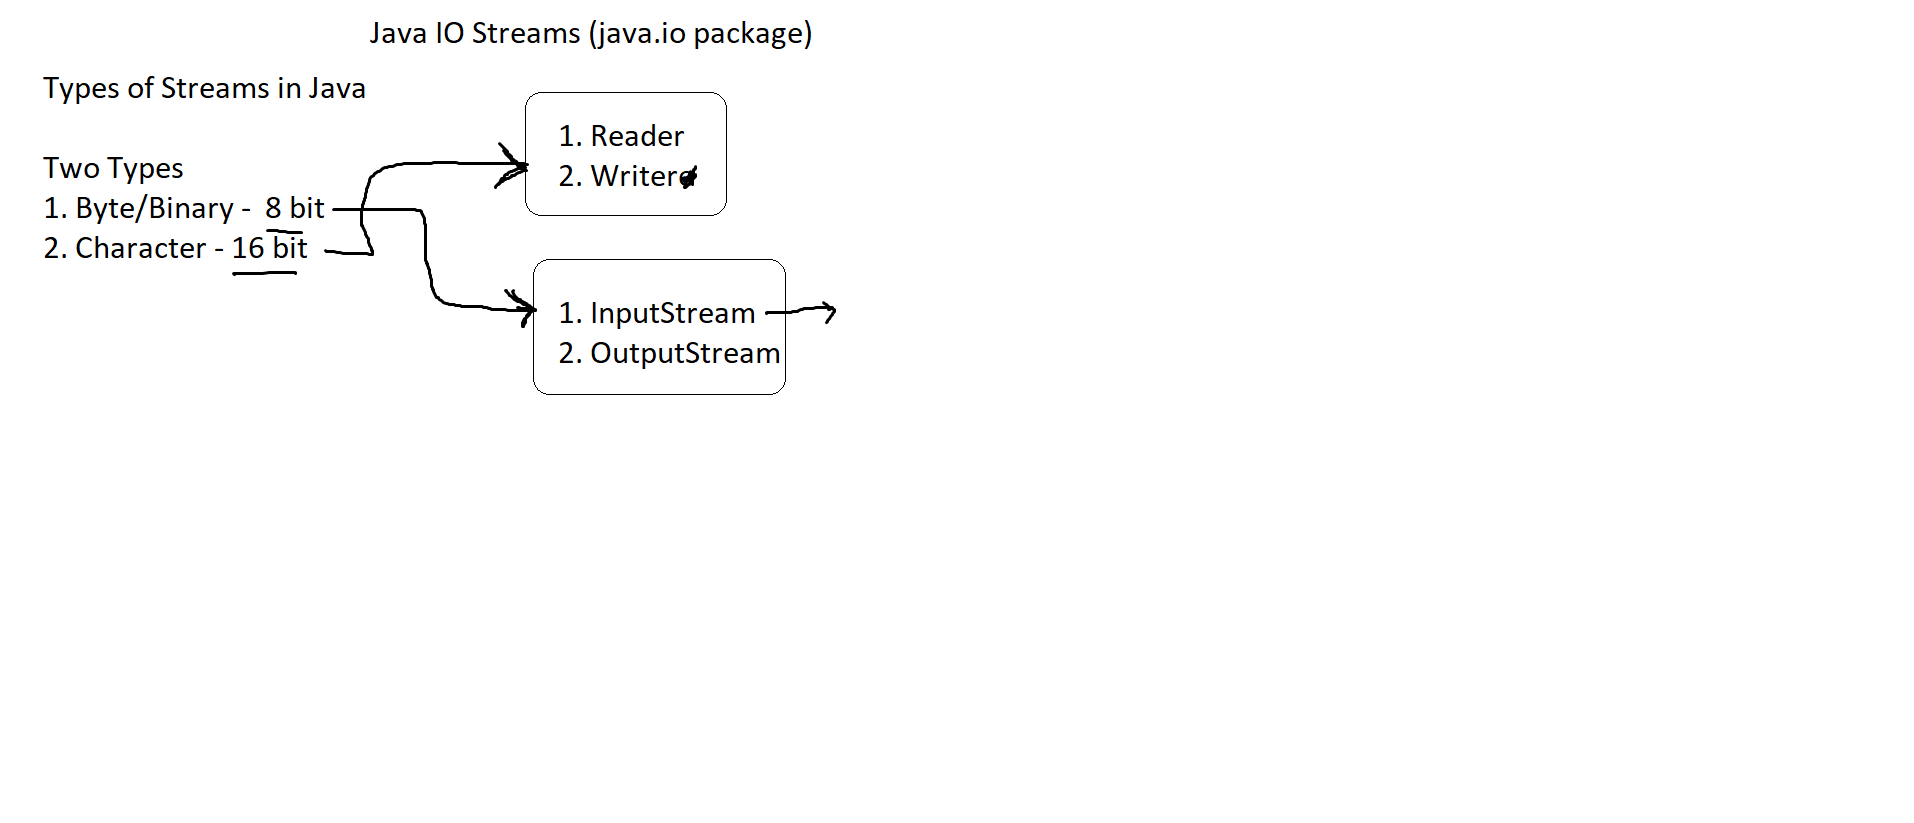 Java IO Streams (java.io package)
Types of Streams in Java
Two Types
1. Byte/Binary -  8 bit
2. Character - 16 bit
1. Reader
2. Writer
1. InputStream
2. OutputStream